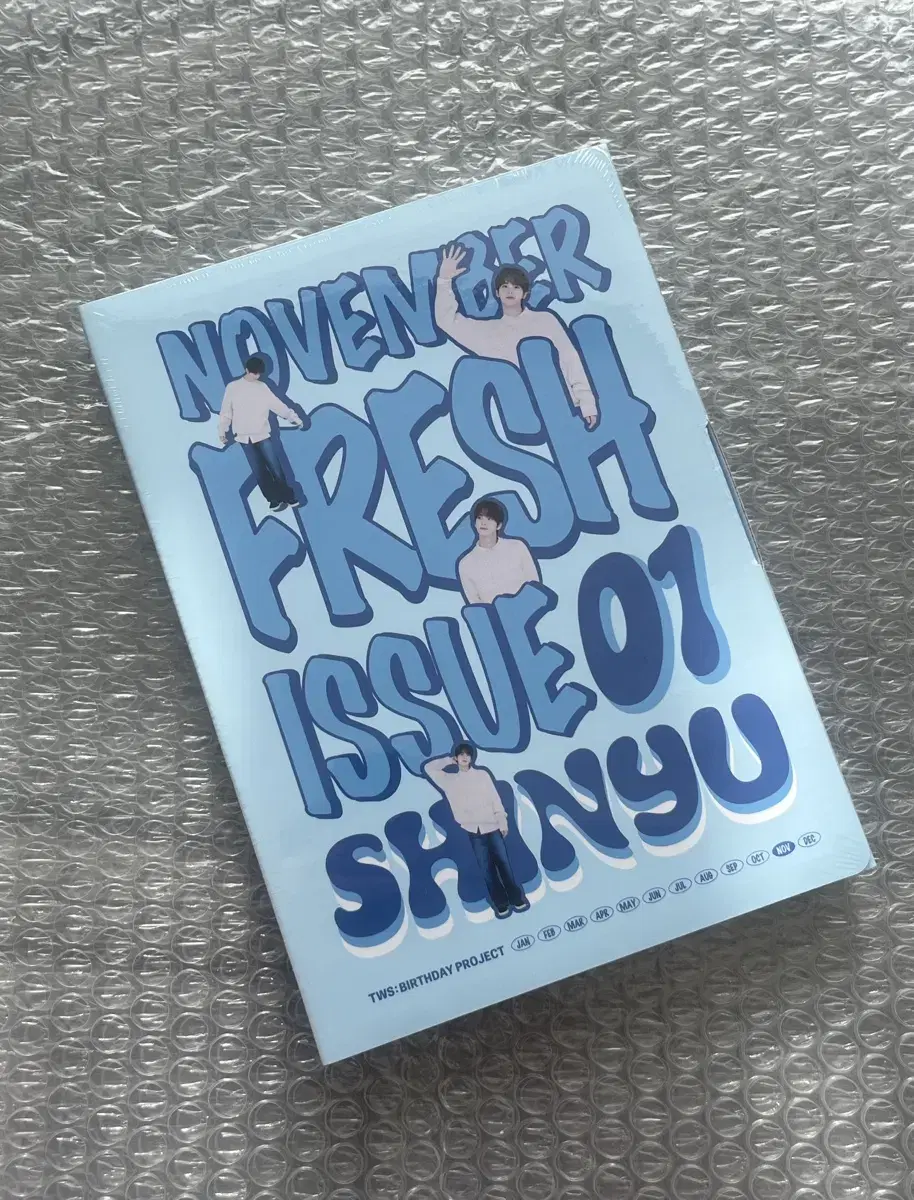 NOVEMBER
FRESH
ISSUE 01
SHINYU
TWS:BIRTHDAY PROJECT JAN FEB MAR APR MAY JUN JUL AUG SEP OCT NOV DEC